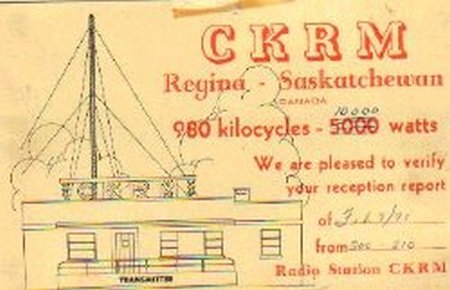 CKRM
Regina - Saskatchewan
CANADA
10000
980 kilocycles - 5000 watts
We are pleased to verify
your reception report
of
from
Radio Station CKRM
TRANSMITTER